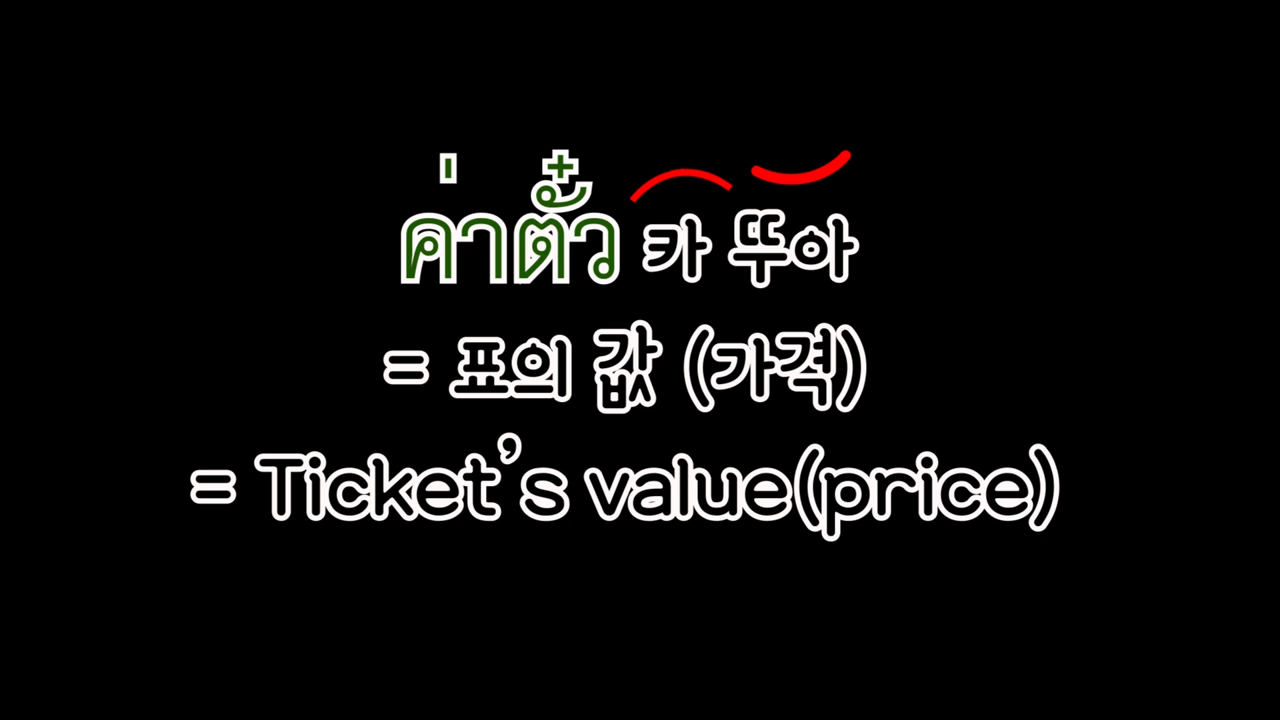 ค่าตั๋ว 카 뚜아
= 표의 값 (가격)
= Ticket’s value(price)